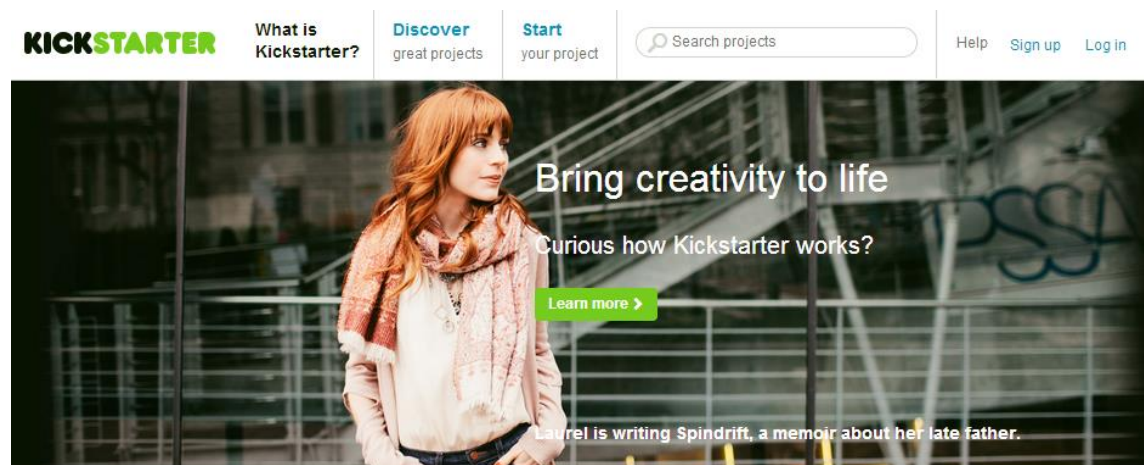 KICKSTARTER
What is
Kickstarter?
Discover
great projects
Start
your project
Search projects
Help
Sign up
Log in
Bring creativity to life
Curious how Kickstarter works?
Learn more
Laurel is writing Spindrift, a memoir about her late father.